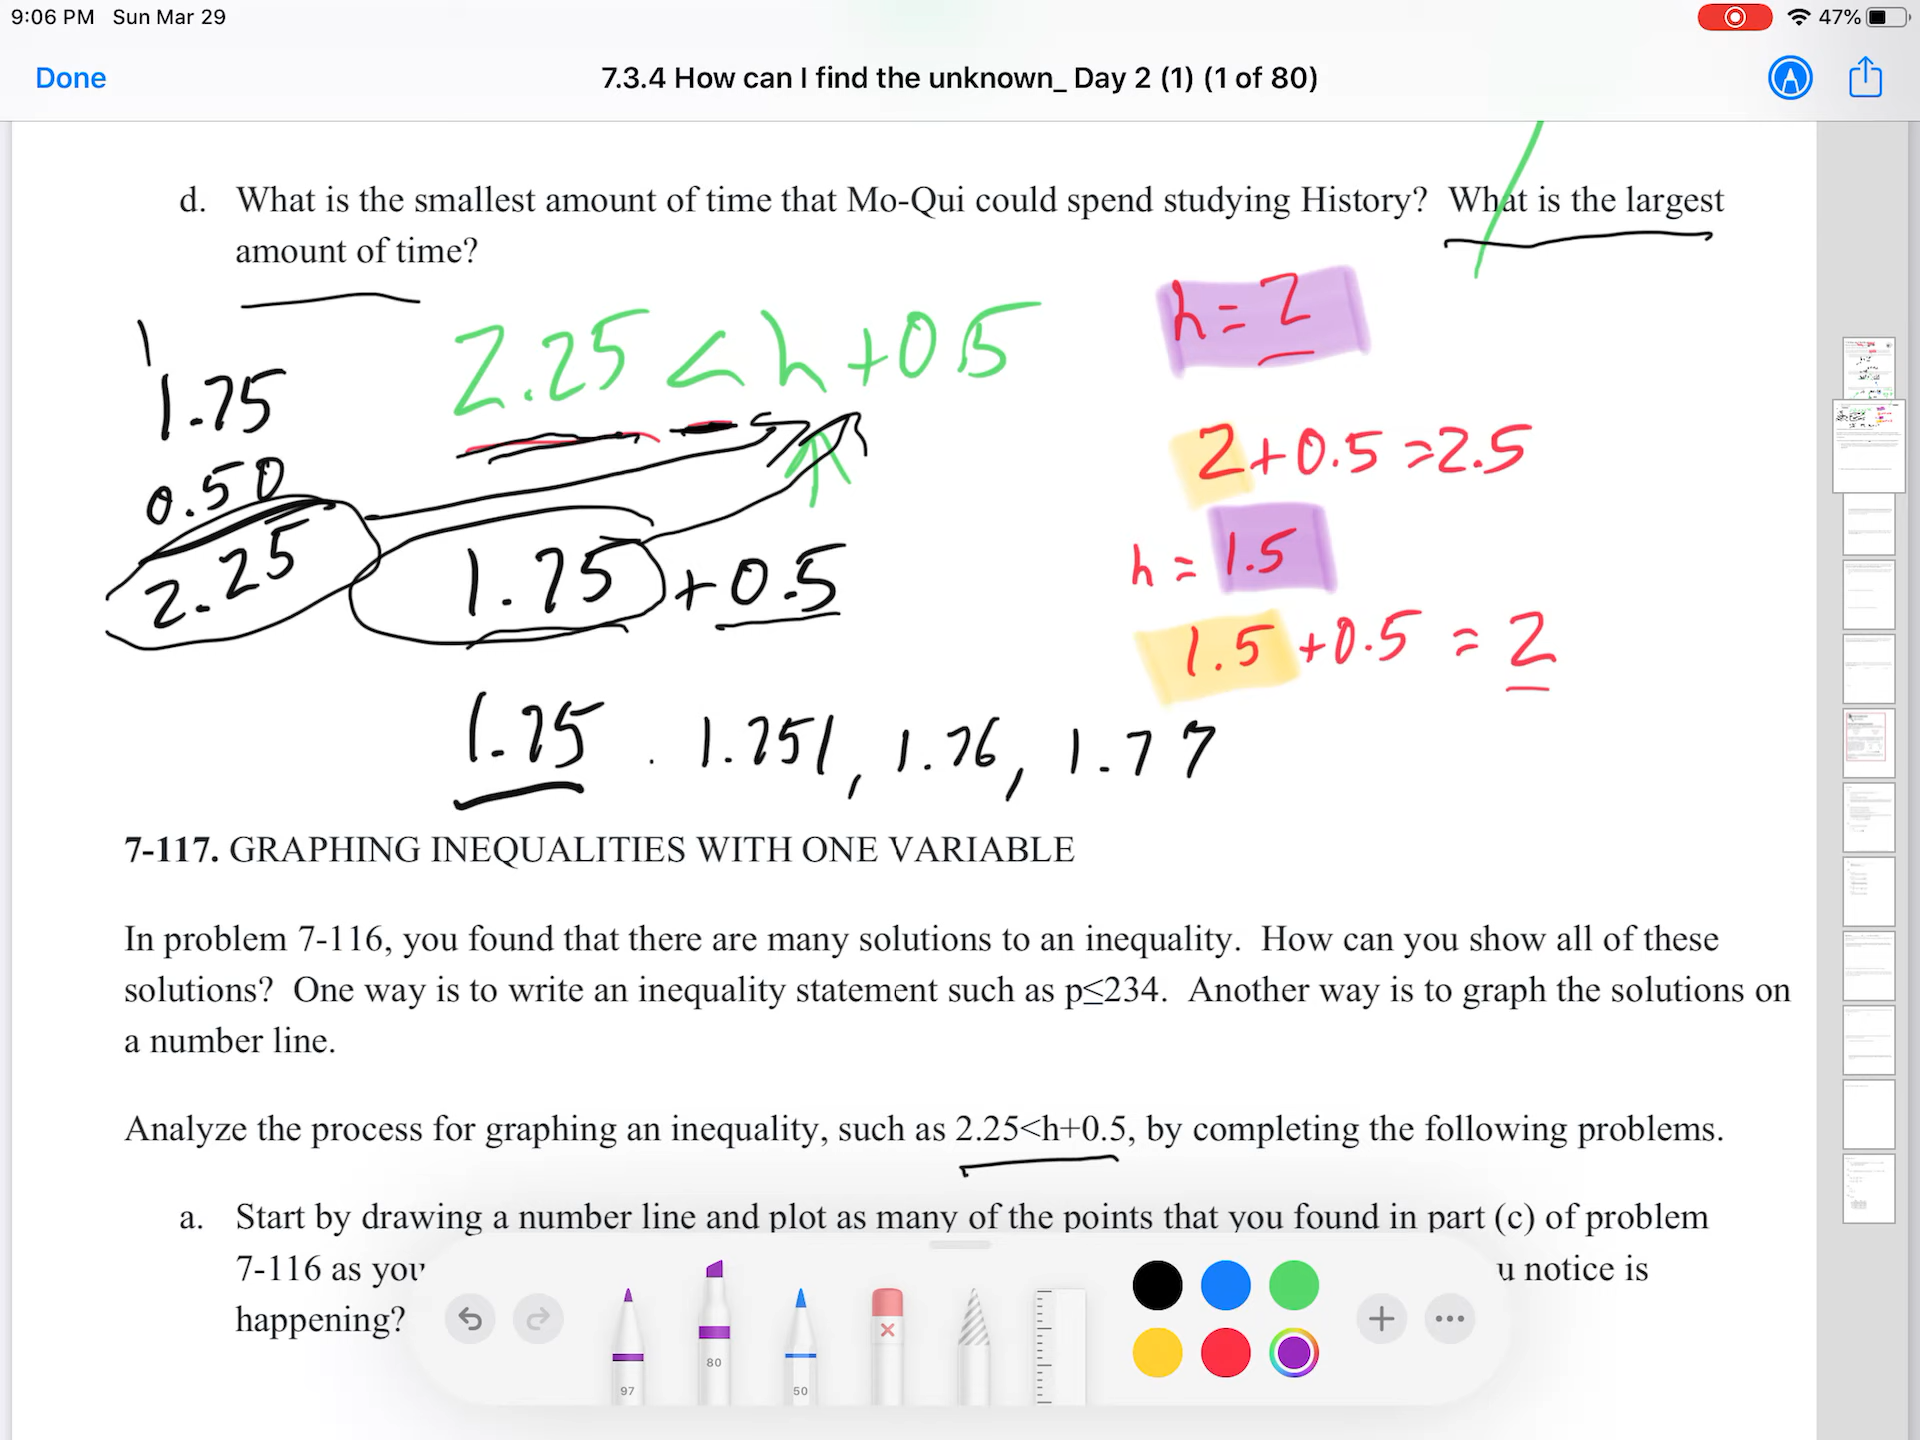 9:06 PM Sun Mar 29
47%
Done
7.3.4 How can I find the unknown_ Day 2 (1) (1 of 80)
d. What is the smallest amount of time that Mo-Qui could spend studying History? What is the largest
amount of time?
2.25 < h + 0.5
h = 2
1
1.75
0.50
2.25
2 + 0.5 = 2.5
h = 1.5
1.75 + 0.5
1.5 + 0.5 = 2
1.75 . 1.751, 1.76, 1.77
7-117. GRAPHING INEQUALITIES WITH ONE VARIABLE
In problem 7-116, you found that there are many solutions to an inequality. How can you show all of these
solutions? One way is to write an inequality statement such as p≤234. Another way is to graph the solutions on
a number line.
Analyze the process for graphing an inequality, such as 2.25<h+0.5, by completing the following problems.
a. Start by drawing a number line and plot as many of the points that you found in part (c) of problem
7-116 as you
u notice is
happening?
97
80
50